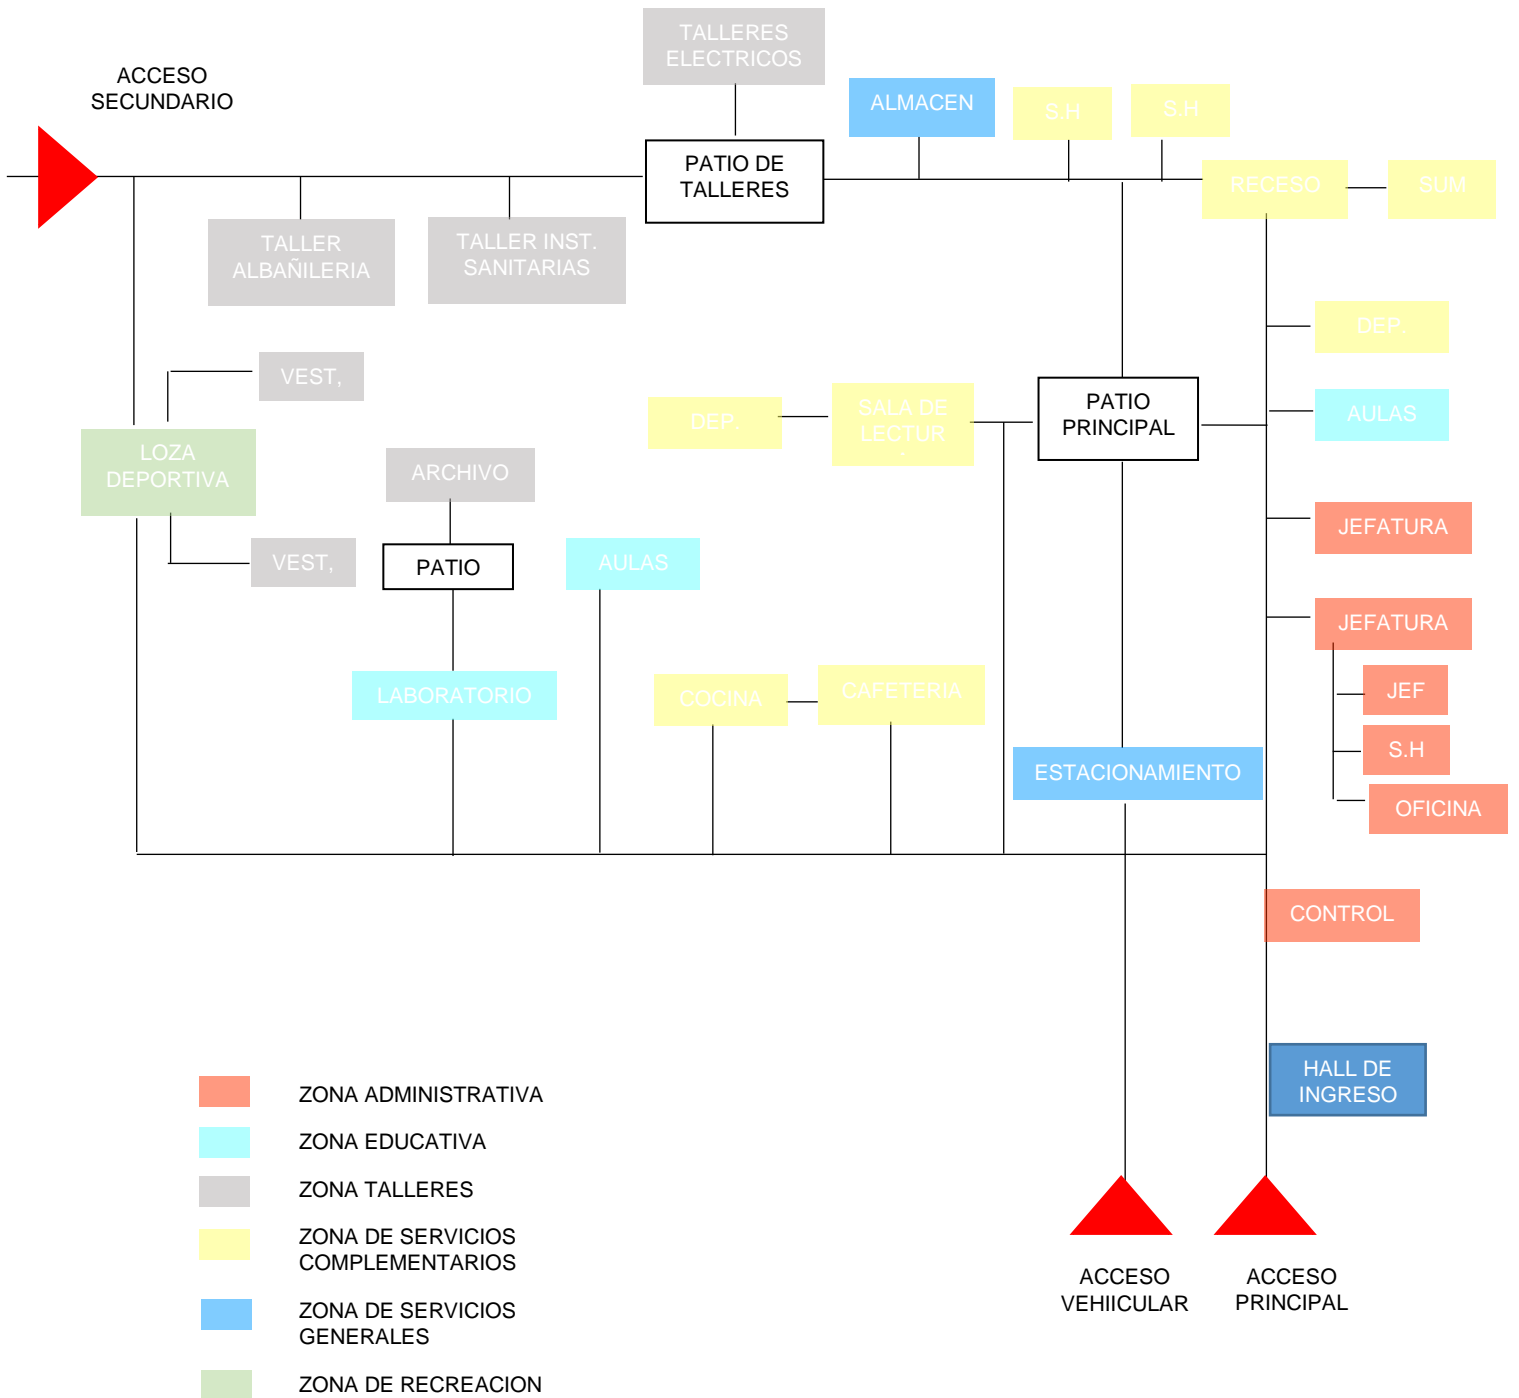 TALLERES
ELECTRICOS
ACCESO
SECUNDARIO
ALMACEN
S.H
S.H
PATIO DE
TALLERES
RECESO
SUM
TALLER
ALBAÑILERIA
TALLER INST.
SANITARIAS
DEP.
VEST,
DEP.
SALA DE
LECTUR
PATIO
PRINCIPAL
AULAS
LOZA
DEPORTIVA
ARCHIVO
JEFATURA
VEST,
PATIO
AULAS
JEFATURA
LABORATORIO
COCINA
CAFETERIA
JEF
S.H
ESTACIONAMIENTO
OFICINA
CONTROL
HALL DE
INGRESO
ZONA ADMINISTRATIVA
ZONA EDUCATIVA
ZONA TALLERES
ZONA DE SERVICIOS
COMPLEMENTARIOS
ZONA DE SERVICIOS
GENERALES
ZONA DE RECREACION
ACCESO
VEHIICULAR
ACCESO
PRINCIPAL